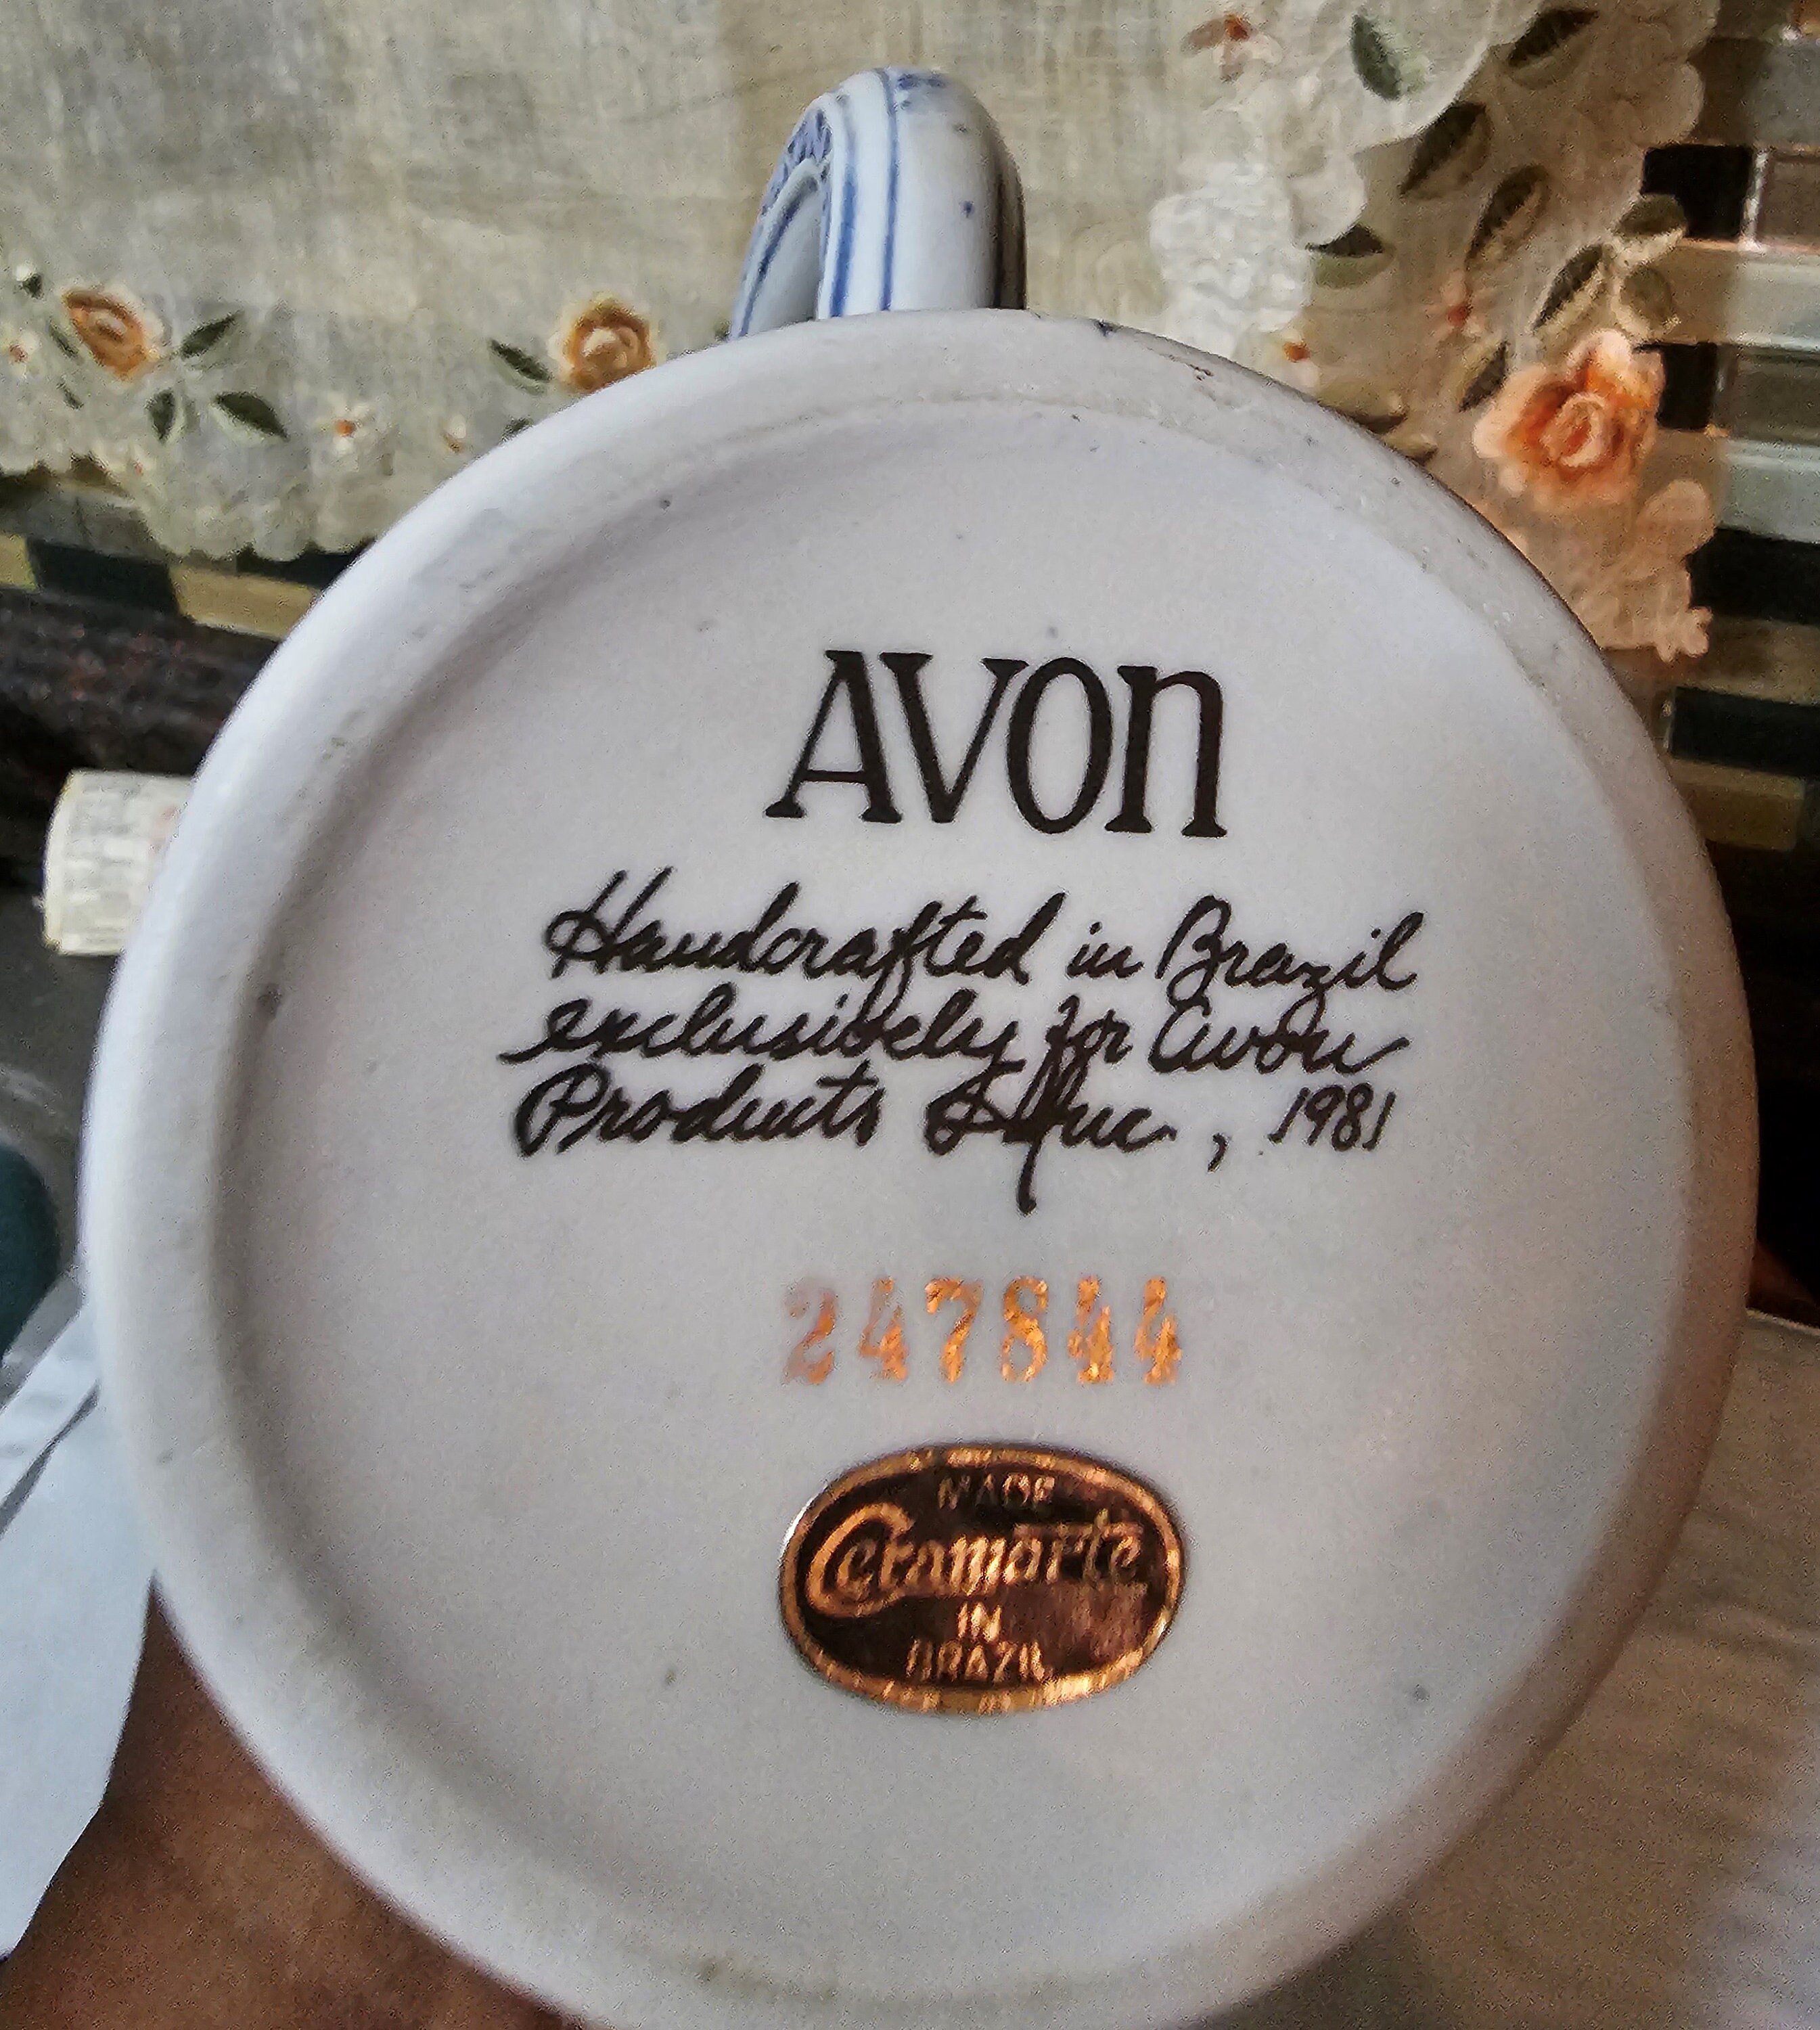 AVON
Handcrafted in Brazil
exclusively for Avon
Products Inc., 1981
247844
MADE
Ceramarte
IN
BRAZIL